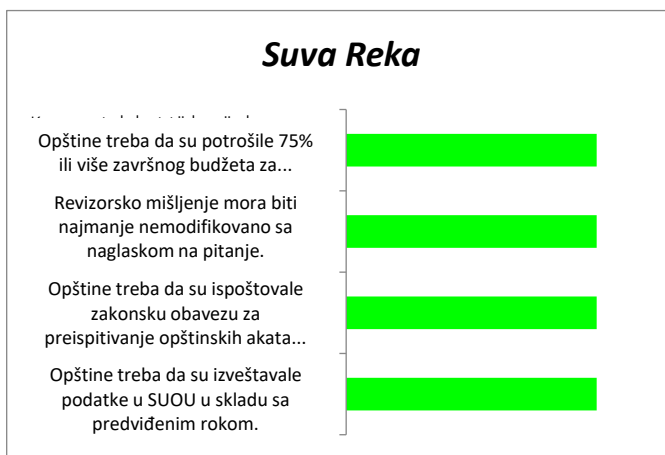 Suva Reka
Opštine treba da su potrošile 75%
ili više završnog budžeta za...
Revizorsko mišljenje mora biti
najmanje nemodifikovano sa
naglaskom na pitanje.
Opštine treba da su ispoštovale
zakonsku obavezu za
preispitivanje opštinskih akata...
Opštine treba da su izveštavale
podatke u SUOU u skladu sa
predviđenim rokom.